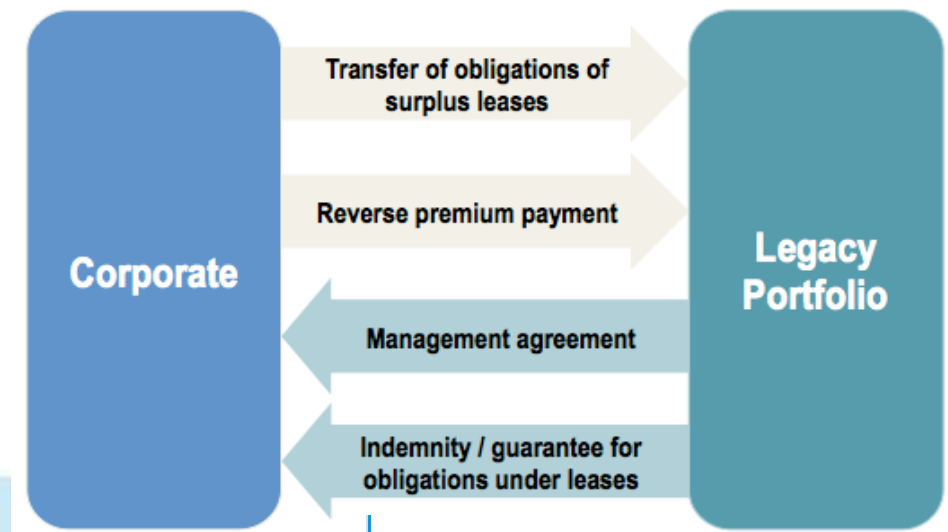 Transfer of obligations of
surplus leases
Reverse premium payment
Corporate
Legacy
Portfolio
Management agreement
Indemnity / guarantee for
obligations under leases